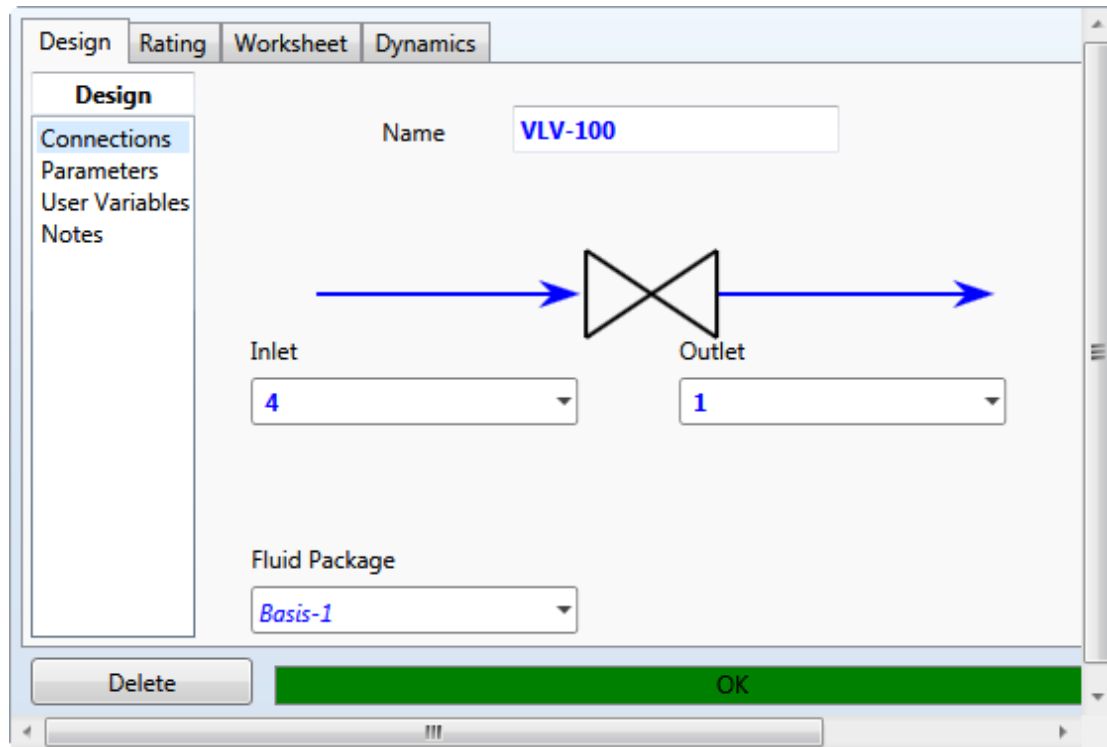 Design Rating Worksheet Dynamics
Design
Connections
Parameters
User Variables
Notes
Name VLV-100
Inlet Outlet
4 1
Fluid Package
Basis-1
Delete OK